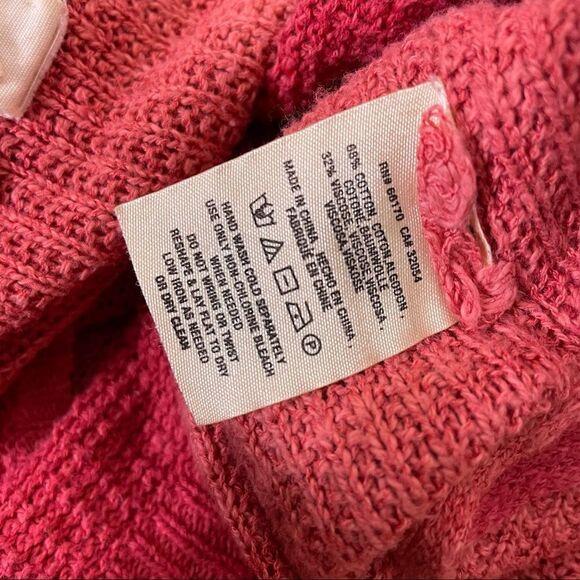 RN# 66170 CA# 32054
68% COTTON, COTON ALGODON,
COTONE, BAUMWOLLE
32% VISCOSE, VISCOSE VISCOSA,
VISCOSA VISKOSE
MADE IN CHINA, HECHO EN CHINA,
FABRIQUE EN CHINE
P
HAND WASH COLD SEPARATELY
USE ONLY NON-CHLORINE BLEACH
WHEN NEEDED
DO NOT WRING OR TWIST
RESHAPE & LAY FLAT TO DRY
LOW IRON AS NEEDED
OR DRY CLEAN